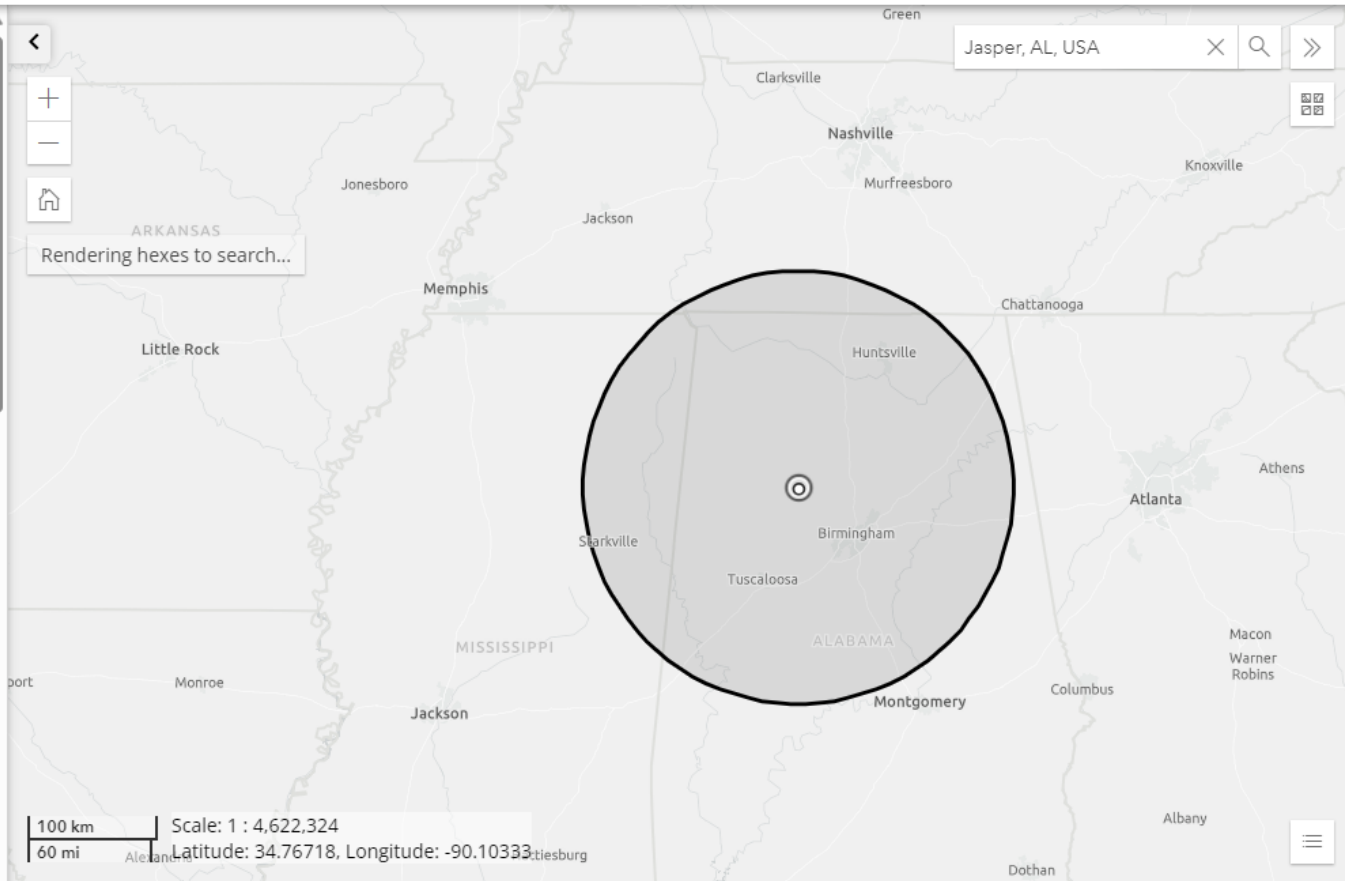 Green
Jasper, AL, USA
Clarksville
Nashville
Knoxville
Jonesboro
Murfreesboro
Jackson
ARKANSAS
Rendering hexes to search...
Memphis
Chattanooga
Little Rock
Huntsville
Athens
Atlanta
Birmingham
Starkville
Tuscaloosa
ALABAMA
MISSISSIPPI
Macon
Warner
Robins
port
Monroe
Columbus
Montgomery
Jackson
100 km
Scale: 1 : 4,622,324
Albany
60 mi
Latitude: 34.76718, Longitude: -90.10333
Dothan